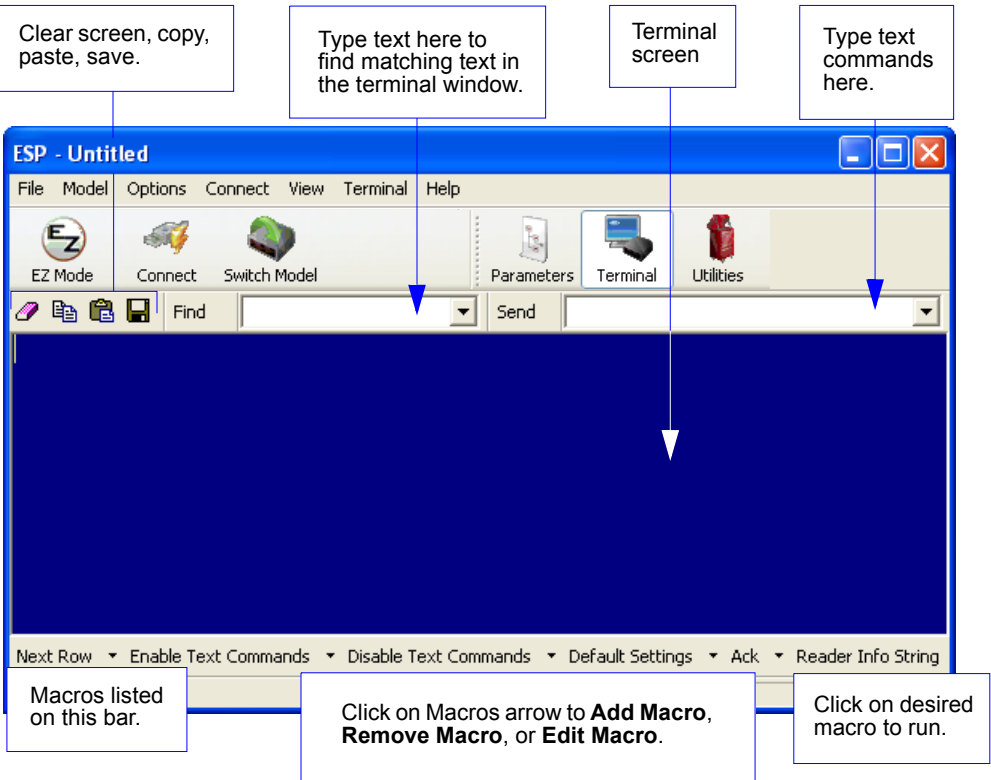 Clear screen, copy,
paste, save.
Type text here to
find matching text in
the terminal window.
Terminal
screen
Type text
commands
here.
ESP - Untitled
File Model Options Connect View Terminal Help
EZ
EZ Mode Connect Switch Model Parameters Terminal Utilities
Find Send
Next Row Enable Text Commands Disable Text Commands Default Settings Ack Reader Info String
Macros listed
on this bar.
Click on Macros arrow to Add Macro,
Remove Macro, or Edit Macro.
Click on desired
macro to run.